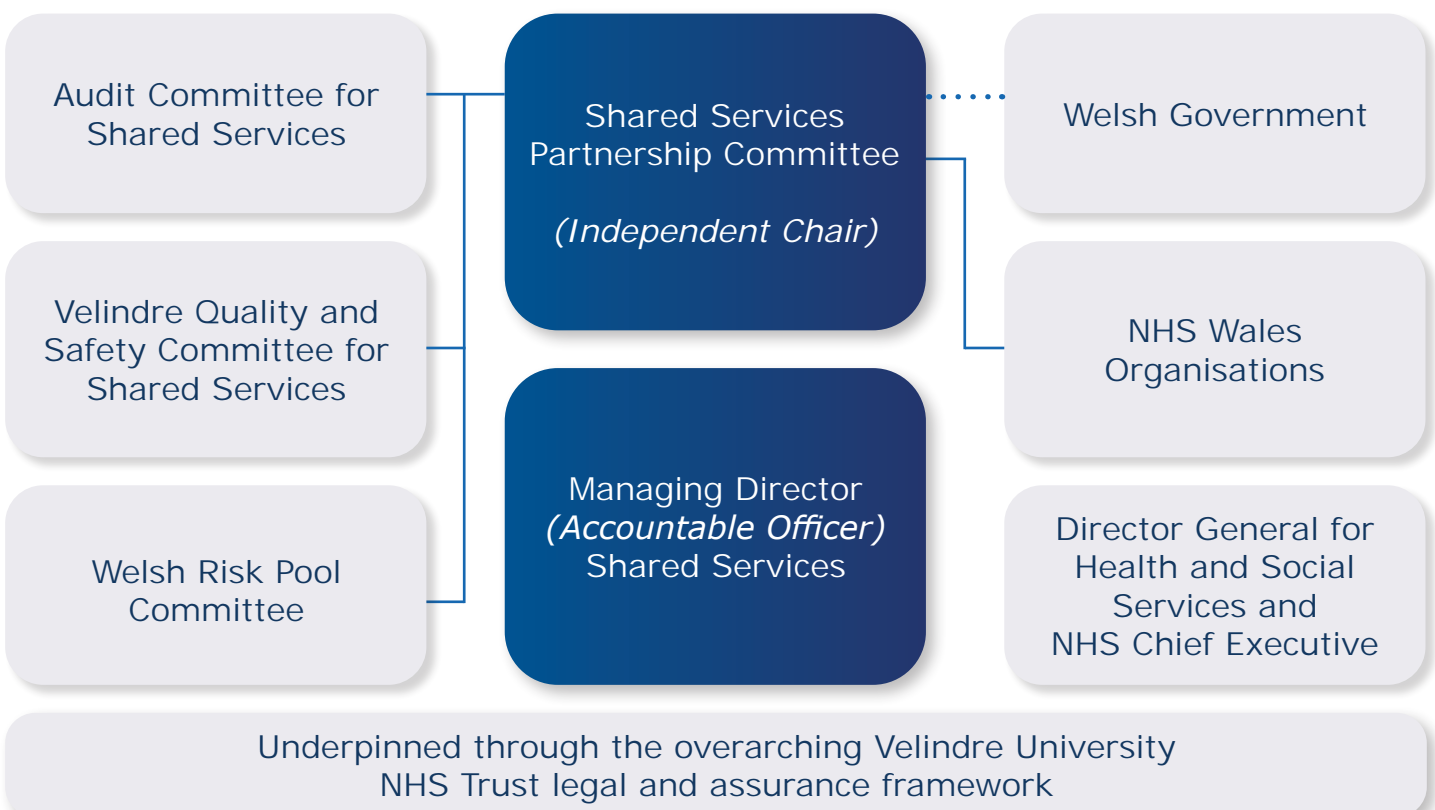 Audit Committee for
Shared Services
Shared Services
Partnership Committee
(Independent Chair)
Welsh Government
Velindre Quality and
Safety Committee for
Shared Services
NHS Wales
Organisations
Welsh Risk Pool
Committee
Managing Director
(Accountable Officer)
Shared Services
Director General for
Health and Social
Services and
NHS Chief Executive
Underpinned through the overarching Velindre University
NHS Trust legal and assurance framework